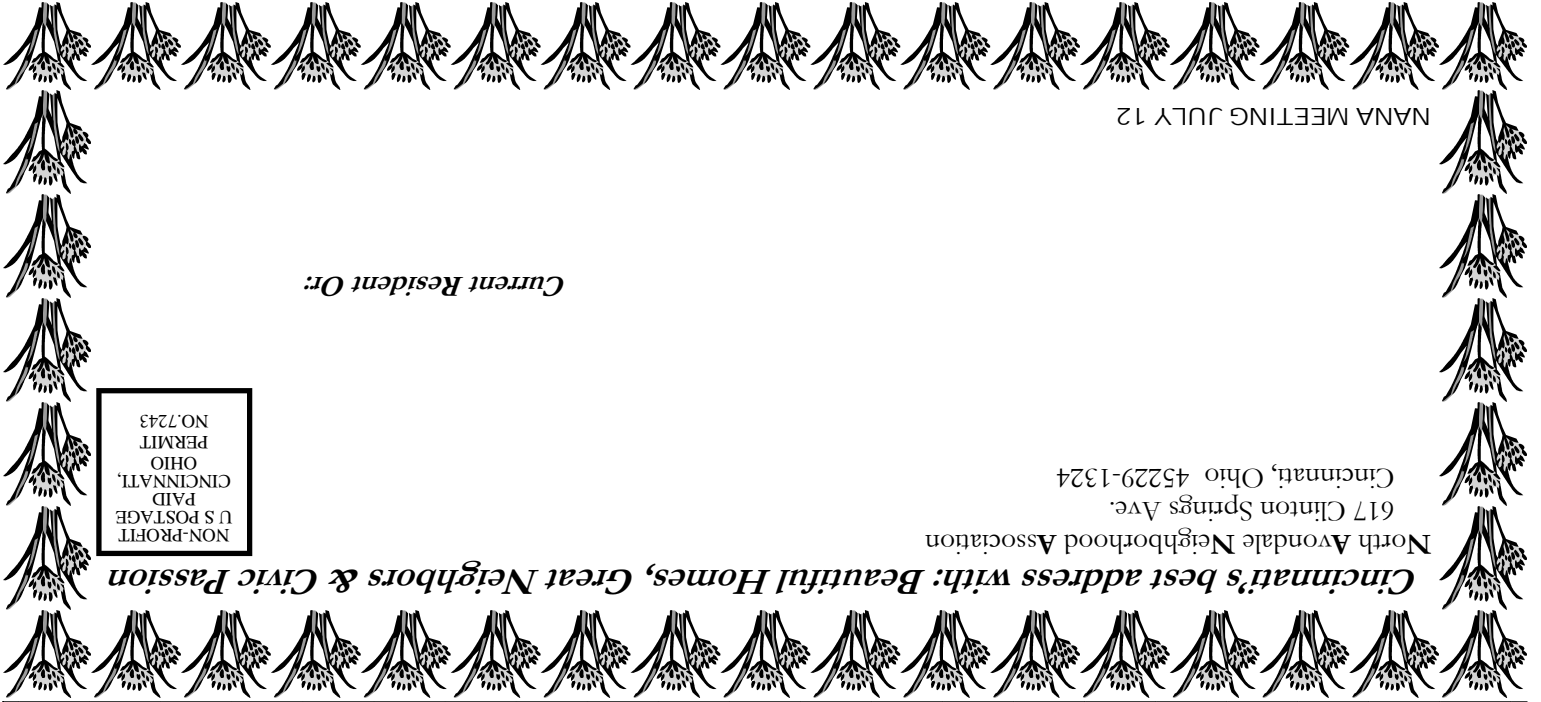 Cincinnati's best address with: Beautiful Homes, Great Neighbors & Civic Passion
North Avondale Neighborhood Association
617 Clinton Springs Ave.
Cincinnati, Ohio 45229-1324
NON-PROFIT
U S POSTAGE
PAID
CINCINNATI,
OHIO
PERMIT
NO.7243
Current Resident Or:
NANA MEETING JULY 12